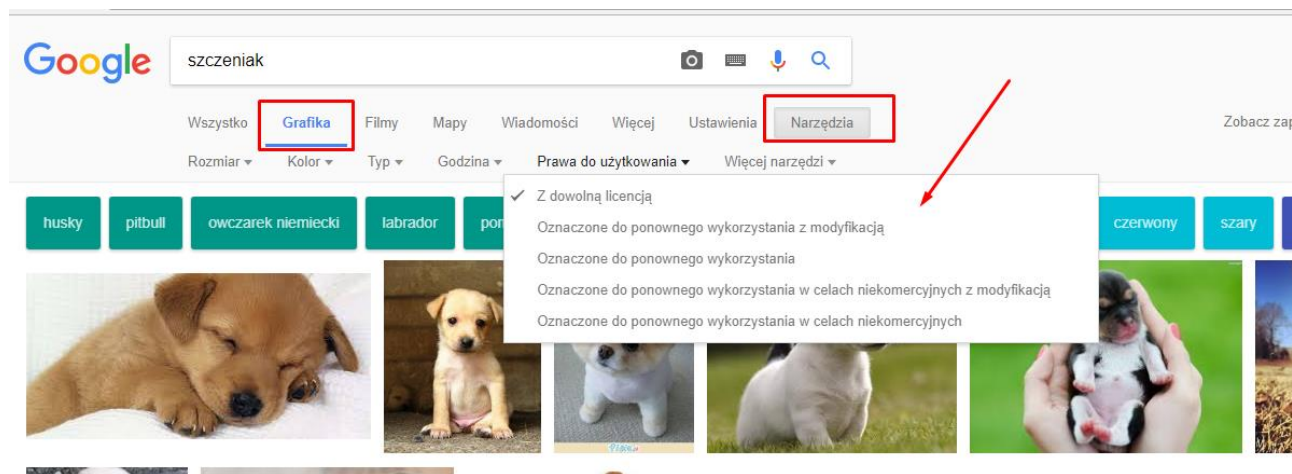 Google
szczeniak
Wszystko Grafika Filmy Mapy Wiadomości Więcej Ustawienia Narzędzia
Zobacz zap
Rozmiar Kolor Typ Godzina Prawa do użytkowania Więcej narzędzi
Z dowolną licencją
Oznaczone do ponownego wykorzystania z modyfikacją
Oznaczone do ponownego wykorzystania
Oznaczone do ponownego wykorzystania w celach niekomercyjnych z modyfikacją
Oznaczone do ponownego wykorzystania w celach niekomercyjnych
husky pitbull owczarek niemiecki labrador czerwony szary